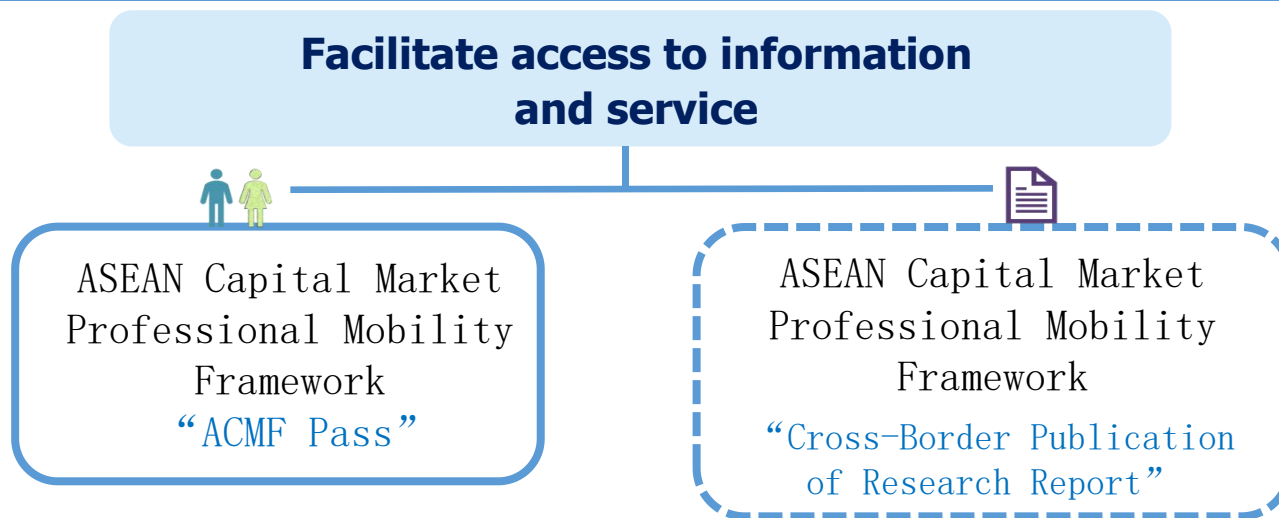 Facilitate access to information
and service
ASEAN Capital Market
Professional Mobility
Framework
“ACMF Pass”
ASEAN Capital Market
Professional Mobility
Framework
“Cross-Border Publication
of Research Report”